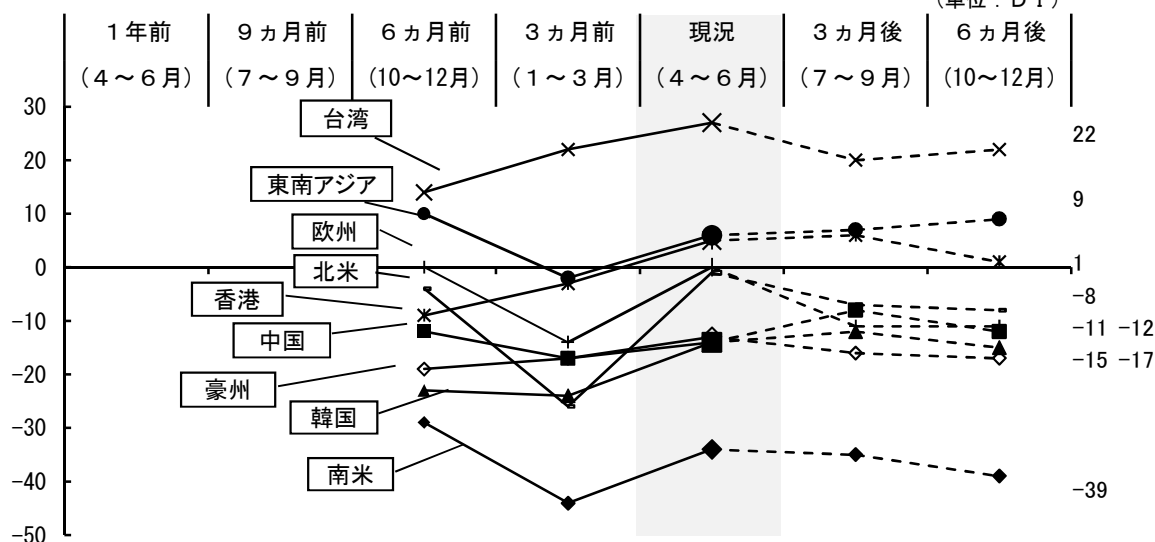 (単位：ＤＩ)
１年前 ９ヵ月前 ６ヵ月前 ３ヵ月前 現況 ３ヵ月後 ６ヵ月後
（４～６月） （７～９月） (10～12月) （１～３月） （４～６月） （７～９月） (10～12月)
30
20
10
0
-10
-20
-30
-40
-50
台湾
東南アジア
欧州
北米
香港
中国
豪州
韓国
南米
22
9
1
-8
-11 -12
-15 -17
-39